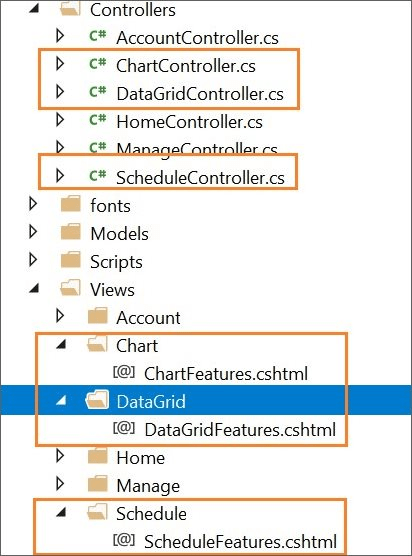 Controllers
C# AccountController.cs
C# ChartController.cs
C# DataGridController.cs
C# HomeController.cs
C# ManageController.cs
C# ScheduleController.cs
fonts
Models
Scripts
Views
Account
Chart
[@] ChartFeatures.cshtml
DataGrid
[@] DataGridFeatures.cshtml
Home
Manage
Schedule
[@] ScheduleFeatures.cshtml